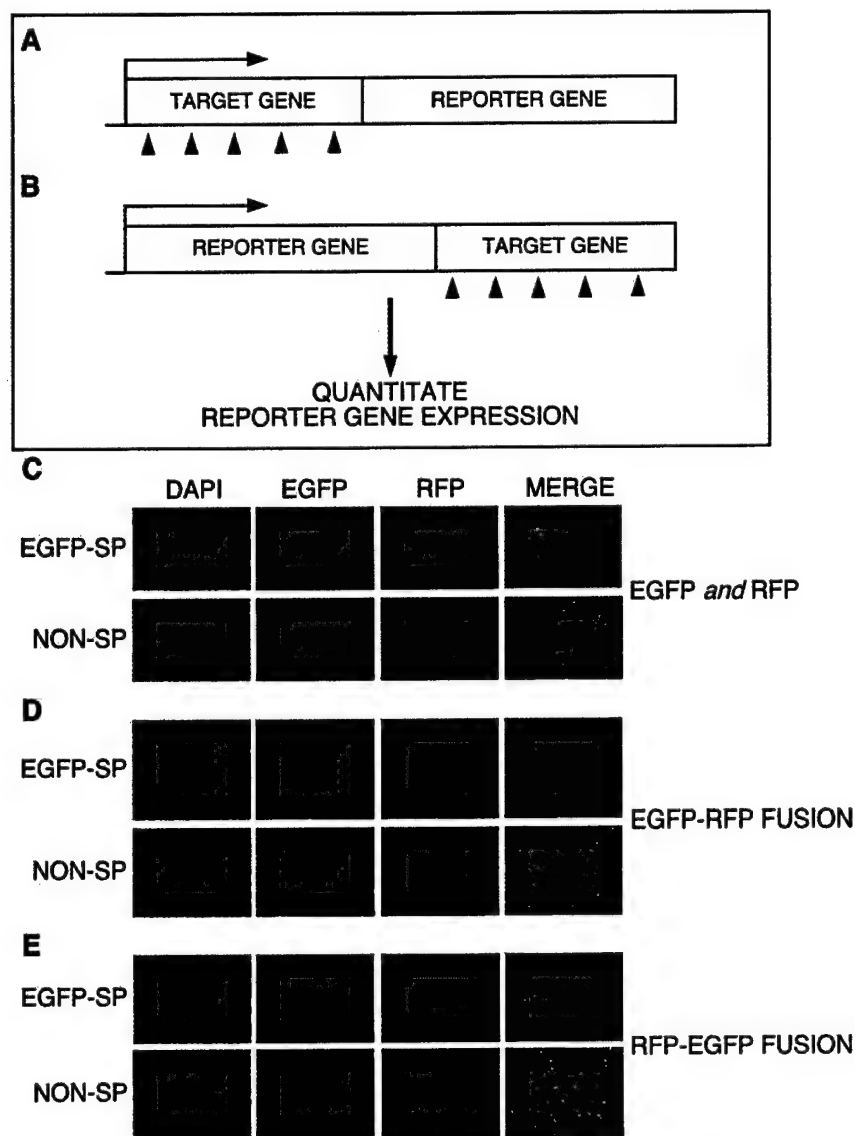 A
TARGET GENE
REPORTER GENE
B
REPORTER GENE
TARGET GENE
QUANTITATE
REPORTER GENE EXPRESSION
C
DAPI
EGFP
RFP
MERGE
EGFP-SP
NON-SP
EGFP and RFP
D
EGFP-SP
NON-SP
EGFP-RFP FUSION
E
EGFP-SP
NON-SP
RFP-EGFP FUSION